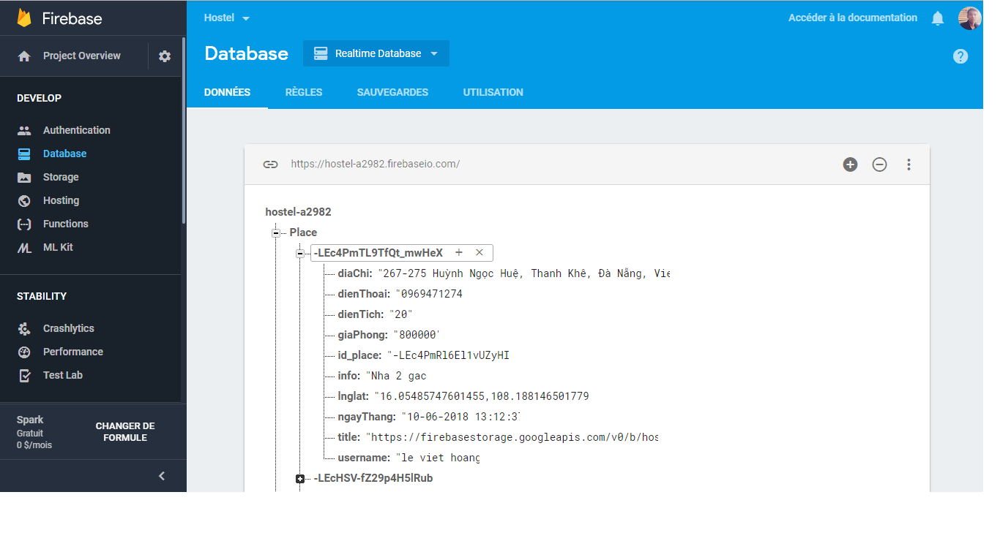 Firebase
Project Overview
DEVELOP
Authentication
Database
Storage
Hosting
Functions
ML Kit
STABILITY
Crashlytics
Performance
Test Lab
Spark
Gratuit
0 $/mois
CHANGER DE
FORMULE
Hostel
Accéder à la documentation
Database
Realtime Database
DONNÉES RÈGLES SAUVEGARDES UTILISATION
https://hostel-a2982.firebaseio.com/
hostel-a2982
Place
-LEc4PmTL9TfQt_mwHeX
diaChi: "267-275 Huỳnh Ngọc Huệ, Thanh Khê, Đà Nẵng, Vie
dienThoai: "0969471274
dienTich: "20"
giaPhong: "800000'
id_place: "-LEc4PmRl6El1vUZyHI
info: "Nha 2 gac
lnglat: "16.05485747601455,108.188146501779
ngayThang: "10-06-2018 13:12:37
title: "https://firebasestorage.googleapis.com/v0/b/hos
username: "le viet hoang
-LEcHSV-fZ29p4H5lRub